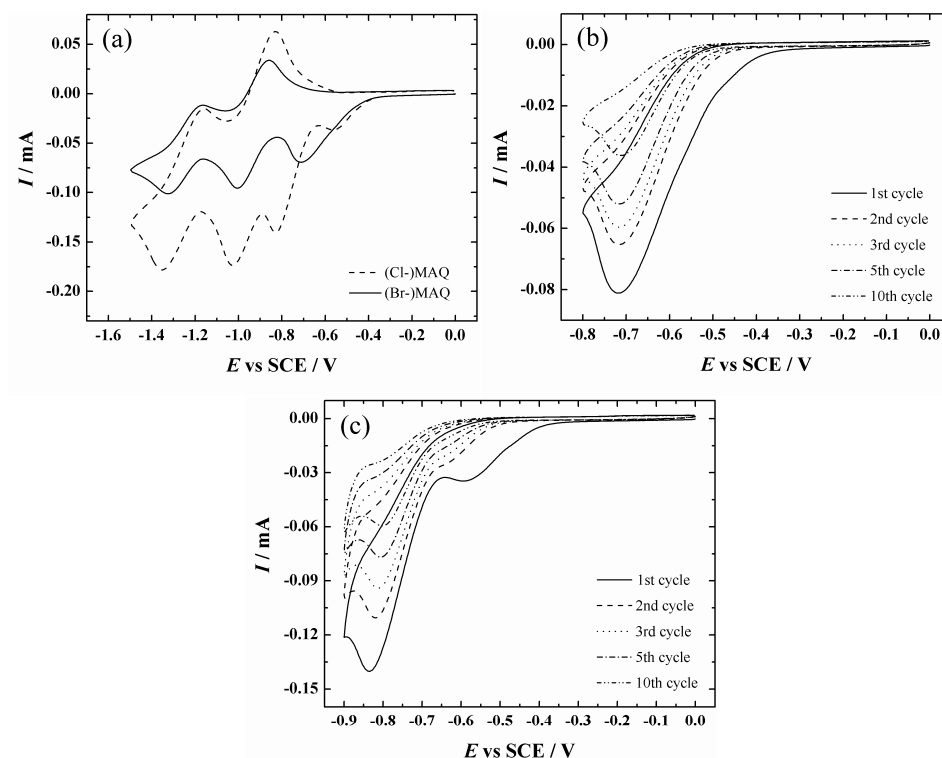 (a)
0.05
0.00
-0.05
-0.10
-0.15
-0.20
I / mA
-1.6 -1.4 -1.2 -1.0 -0.8 -0.6 -0.4 -0.2 0.0
E vs SCE / V
(Cl-)MAQ
(Br-)MAQ
(b)
0.00
-0.02
-0.04
-0.06
-0.08
I / mA
-0.8 -0.7 -0.6 -0.5 -0.4 -0.3 -0.2 -0.1 0.0
E vs SCE / V
1st cycle
2nd cycle
3rd cycle
5th cycle
10th cycle
(c)
0.00
-0.03
-0.06
-0.09
-0.12
-0.15
I / mA
-0.9 -0.8 -0.7 -0.6 -0.5 -0.4 -0.3 -0.2 -0.1 0.0
E vs SCE / V
1st cycle
2nd cycle
3rd cycle
5th cycle
10th cycle